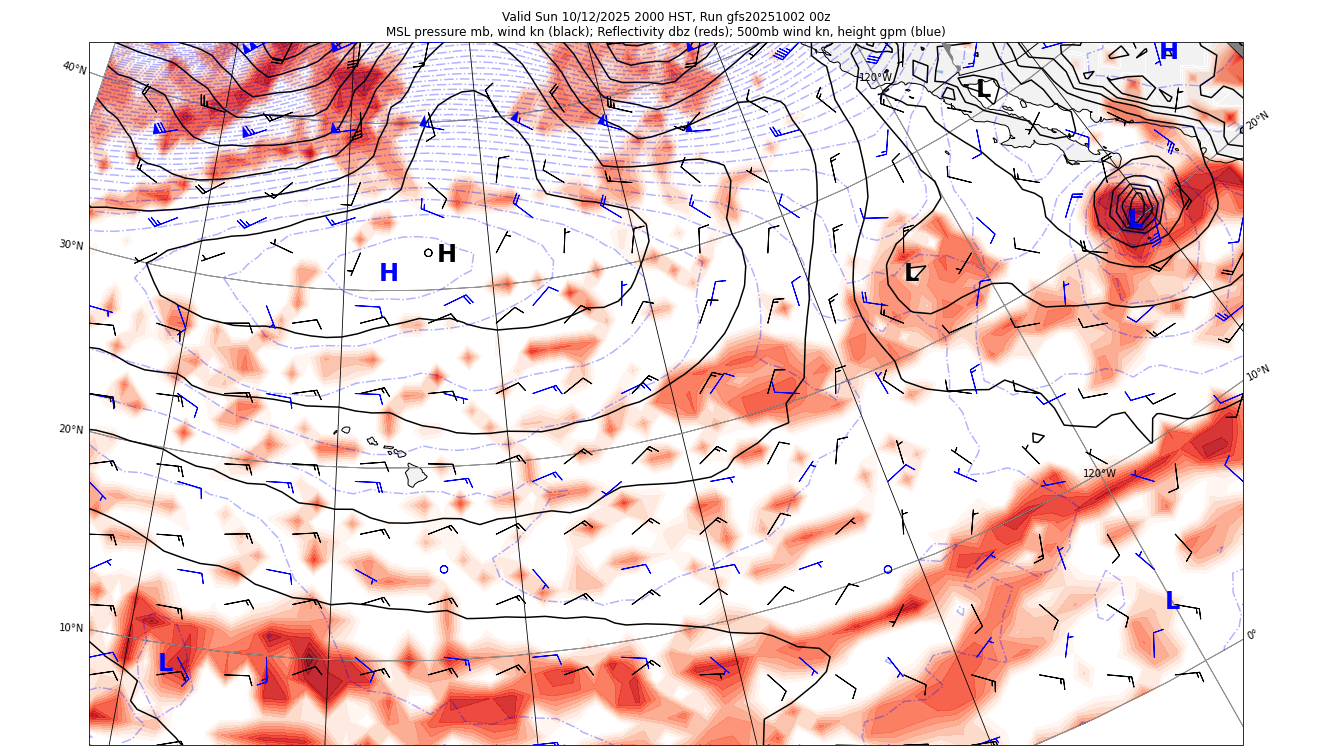 Valid Sun 10/12/2025 2000 HST, Run gfs20251002 00z
MSL pressure mb, wind kn (black); Reflectivity dbz (reds); 500mb wind kn, height gpm (blue)
H
40°N
120°W
L
20°N
L
30°N
H
H
L
10°N
20°N
120°W
L
10°N
0°
L